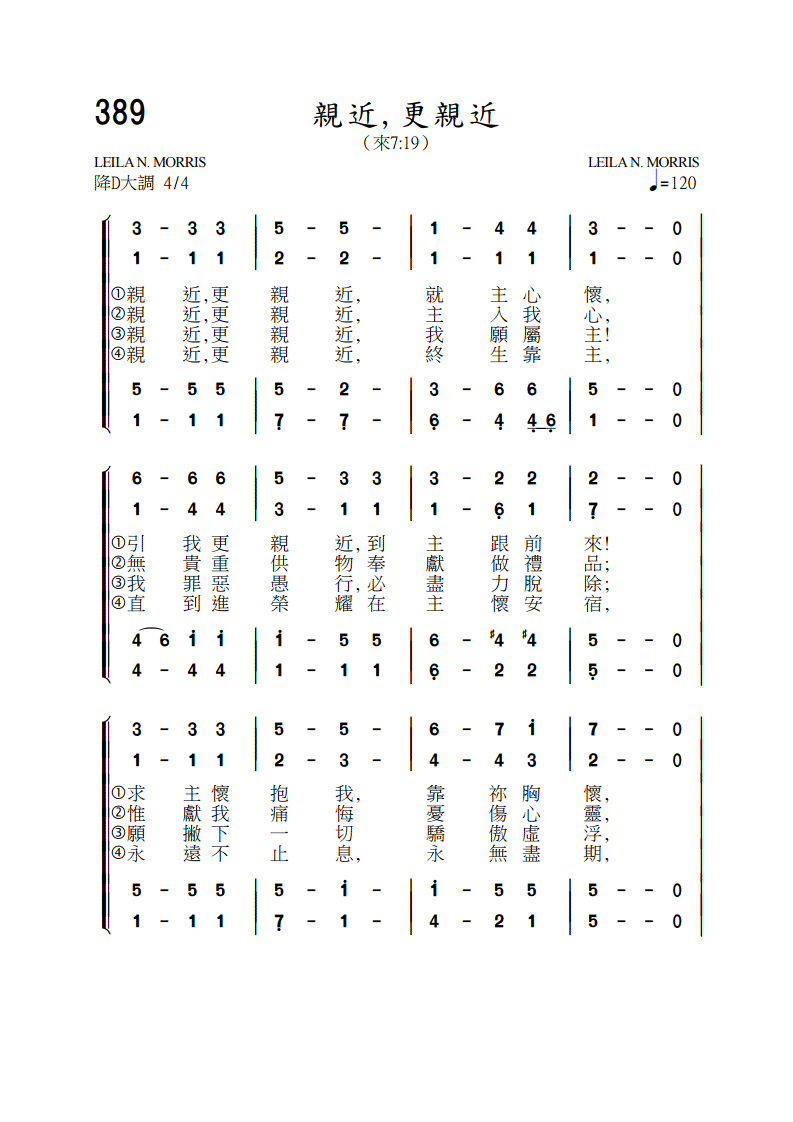 389
親近, 更親近
（來7:19）
LEILA N. MORRIS LEILA N. MORRIS
降D大調 4/4 ♩=120
3 - 3 3 | 5 - 5 - | 1 - 4 4 | 3 - - 0
1 - 1 1 | 2 - 2 - | 1 - 1 1 | 1 - - 0
①親 近,更 親 近, 就 主 心 懷,
②親 近,更 親 近, 主 入 我 心,
③親 近,更 親 近, 我 願 屬 主!
④親 近,更 親 近, 終 生 靠 主,
5 - 5 5 | 5 - 2 - | 3 - 6 6 | 5 - - 0
1 - 1 1 | 7̣ - 7̣ - | 6̣ - 4̣ 4̣ 6̣ | 1 - - 0
6 - 6 6 | 5 - 3 3 | 3 - 2 2 | 2 - - 0
1 - 4 4 | 3 - 1 1 | 1 - 6̣ 1 | 7̣ - - 0
①引 我 更 親 近,到 主 跟 前 來!
②無 貴 重 供 物 奉 獻 做 禮 品;
③我 罪 惡 愚 行,必 盡 力 脫 除;
④直 到 進 榮 耀 在 主 懷 安 宿,
4 6 1̇ 1̇ | 1̇ - 5 5 | 6 - ♯4 ♯4 | 5 - - 0
4 - 4 4 | 1 - 1 1 | 6̣ - 2 2 | 5̣ - - 0
3 - 3 3 | 5 - 5 - | 6 - 7 1̇ | 7 - - 0
1 - 1 1 | 2 - 3 - | 4 - 4 3 | 2 - - 0
①求 主 懷 抱 我, 靠 祢 胸 懷,
②惟 獻 我 痛 悔 憂 傷 心 靈,
③願 撇 下 一 切 驕 傲 虛 浮,
④永 遠 不 止 息, 永 無 盡 期,
5 - 5 5 | 5 - 1̇ - | 1̇ - 5 5 | 5 - - 0
1 - 1 1 | 7̣ - 1 - | 4 - 2 1 | 5 - - 0